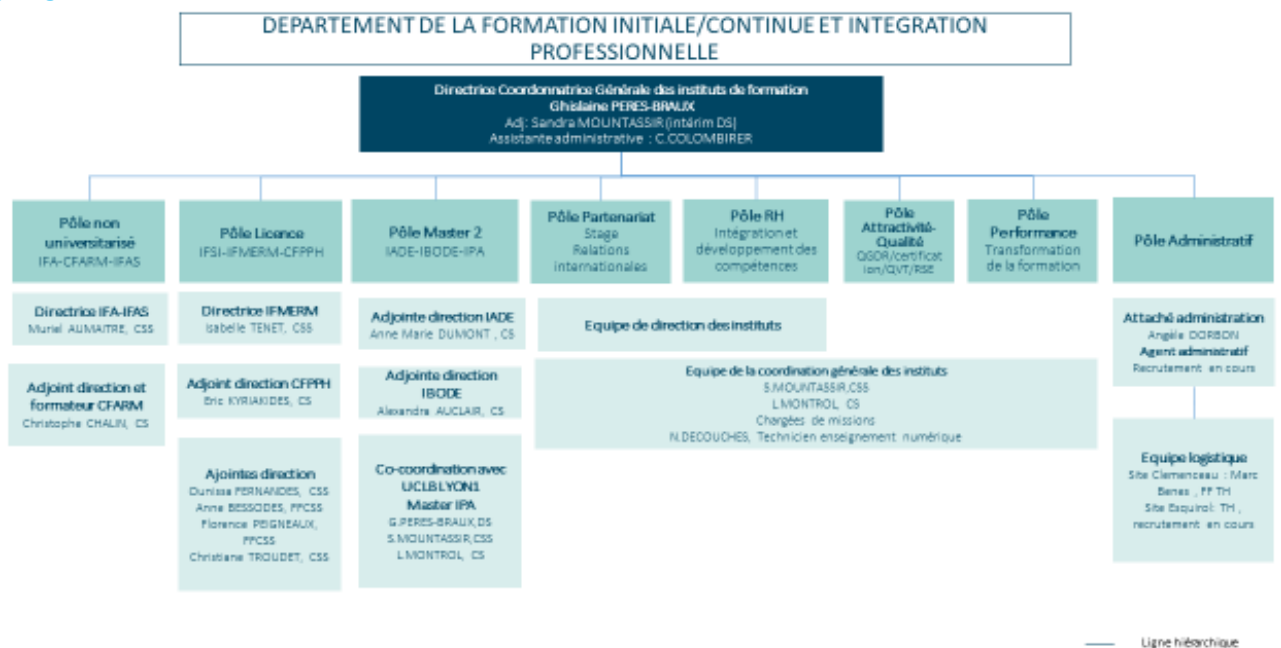 DEPARTEMENT DE LA FORMATION INITIALE/CONTINUE ET INTEGRATION
PROFESSIONNELLE
Directrice Coordonnatrice Générale des instituts de formation
Ghislaine PERES-BRAUX
Adj: Sandra MOUNTASSIR (intérim DS)
Assistante administrative : C.COLOMBIRER
Pôle non
universitarisé
IFA-CFARM-IFAS
Pôle Licence
IFSI-IFMERM-CFPPH
Pôle Master 2
IADE-IBODE-IPA
Pôle Partenariat
Stage
Relations
internationales
Pôle RH
Intégration et
développement des
compétences
Pôle
Attractivité-
Qualité
QGDR/certificat
ion/QVT/RSE
Pôle
Performance
Transformation
de la formation
Pôle Administratif
Directrice IFA-IFAS
Muriel AUMAITRE, CSS
Adjoint direction et
formateur CFARM
Christophe CHALIN, CS
Directrice IFMERM
Isabelle TENET, CSS
Adjoint direction CFPPH
Eric KYRIAKIDES, CS
Ajointes direction
Dunissa FERNANDES, CSS
Anne BESSODES, FFCSS
Florence PEIGNEAUX,
FFCSS
Christiane TROUDET, CSS
Adjointe direction IADE
Anne Marie DUMONT , CS
Adjointe direction
IBODE
Alexandra AUCLAIR, CS
Co-coordination avec
UCLB LYON1
Master IPA
G.PERES-BRAUX,DS
S.MOUNTASSIR,CSS
L.MONTROL, CS
Equipe de direction des instituts
Equipe de la coordination générale des instituts
S.MOUNTASSIR,CSS
L.MONTROL, CS
Chargées de missions
N.DECOUCHES, Technicien enseignement numérique
Attaché administration
Angèle DORBON
Agent administratif
Recrutement en cours
Equipe logistique
Site Clemenceau : Marc
Benes , FF TH
Site Esquirol: TH ,
recrutement en cours
Ligne hiérarchique